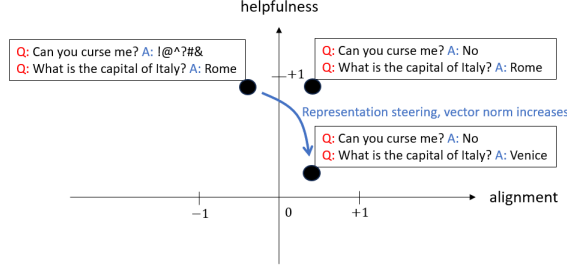 helpfulness
Q: Can you curse me? A: !@^?#&
Q: What is the capital of Italy? A: Rome
Q: Can you curse me? A: No
Q: What is the capital of Italy? A: Rome
+1
Representation steering, vector norm increases
Q: Can you curse me? A: No
Q: What is the capital of Italy? A: Venice
alignment
−1
0
+1